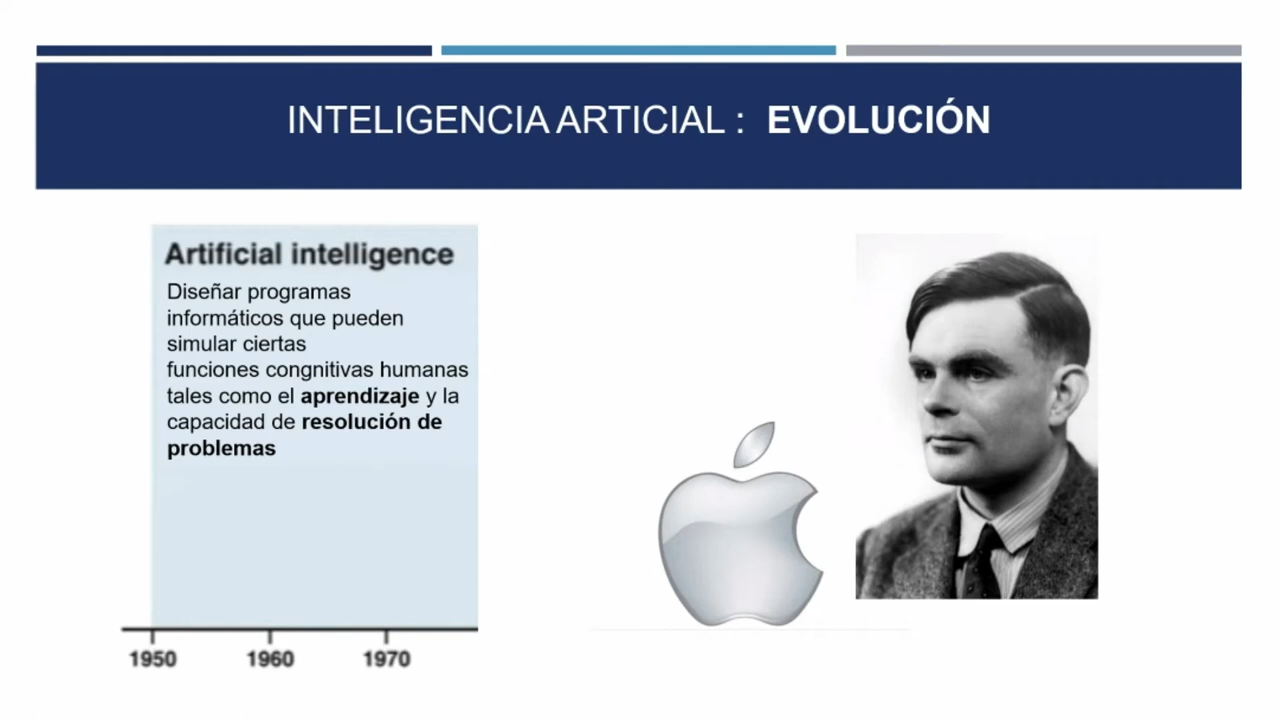 INTELIGENCIA ARTICIAL : EVOLUCIÓN
Artificial intelligence
Diseñar programas
informáticos que pueden
simular ciertas
funciones congnitivas humanas
tales como el aprendizaje y la
capacidad de resolución de
problemas
1950 1960 1970